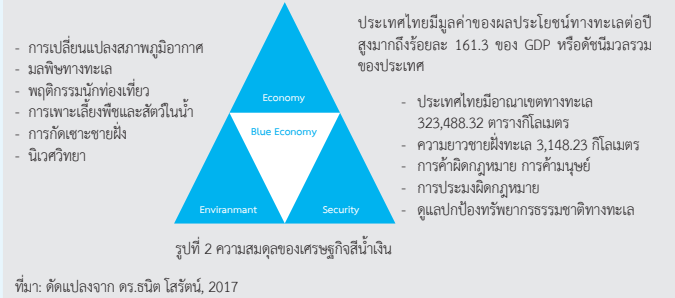 ประเทศไทยมีมูลค่าของผลประโยชน์ทางทะเลต่อปี
สูงมากถึงร้อยละ 161.3 ของ GDP หรือดัชนีมวลรวม
ของประเทศ
- การเปลี่ยนแปลงสภาพภูมิอากาศ
- มลพิษทางทะเล
- พฤติกรรมนักท่องเที่ยว
- การเพาะเลี้ยงพืชและสัตว์ในน้ำ
- การกัดเซาะชายฝั่ง
- นิเวศวิทยา
Economy
Blue Economy
Enviranmant
Security
- ประเทศไทยมีอาณาเขตทางทะเล
323,488.32 ตารางกิโลเมตร
- ความยาวชายฝั่งทะเล 3,148.23 กิโลเมตร
- การค้าผิดกฎหมาย การค้ามนุษย์
- การประมงผิดกฎหมาย
- ดูแลปกป้องทรัพยากรธรรมชาติทางทะเล
รูปที่ 2 ความสมดุลของเศรษฐกิจสีน้ำเงิน
ที่มา: ดัดแปลงจาก ดร.ธนิต โสรัตน์, 2017